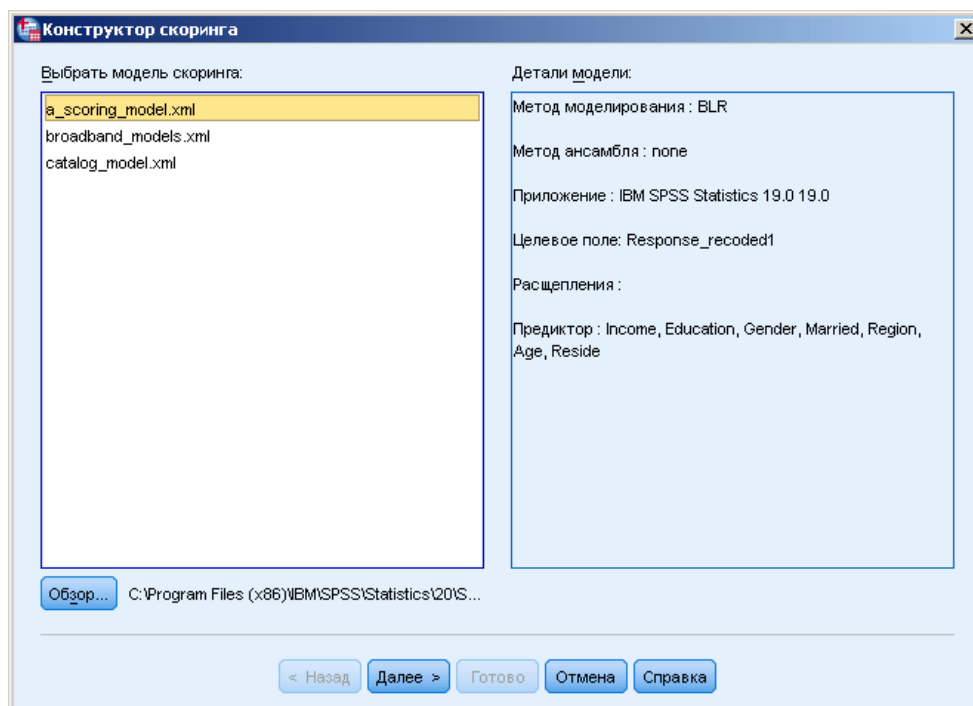 Конструктор скоринга
Выбрать модель скоринга:
a_scoring_model.xml
broadband_models.xml
catalog_model.xml
Детали модели:
Метод моделирования : BLR
Метод ансамбля : none
Приложение : IBM SPSS Statistics 19.0 19.0
Целевое поле: Response_recoded1
Расщепления :
Предиктор : Income, Education, Gender, Married, Region,
Age, Reside
Обзор... C:\Program Files (x86)\IBM\SPSS\Statistics\20\S...
< Назад Далее > Готово Отмена Справка